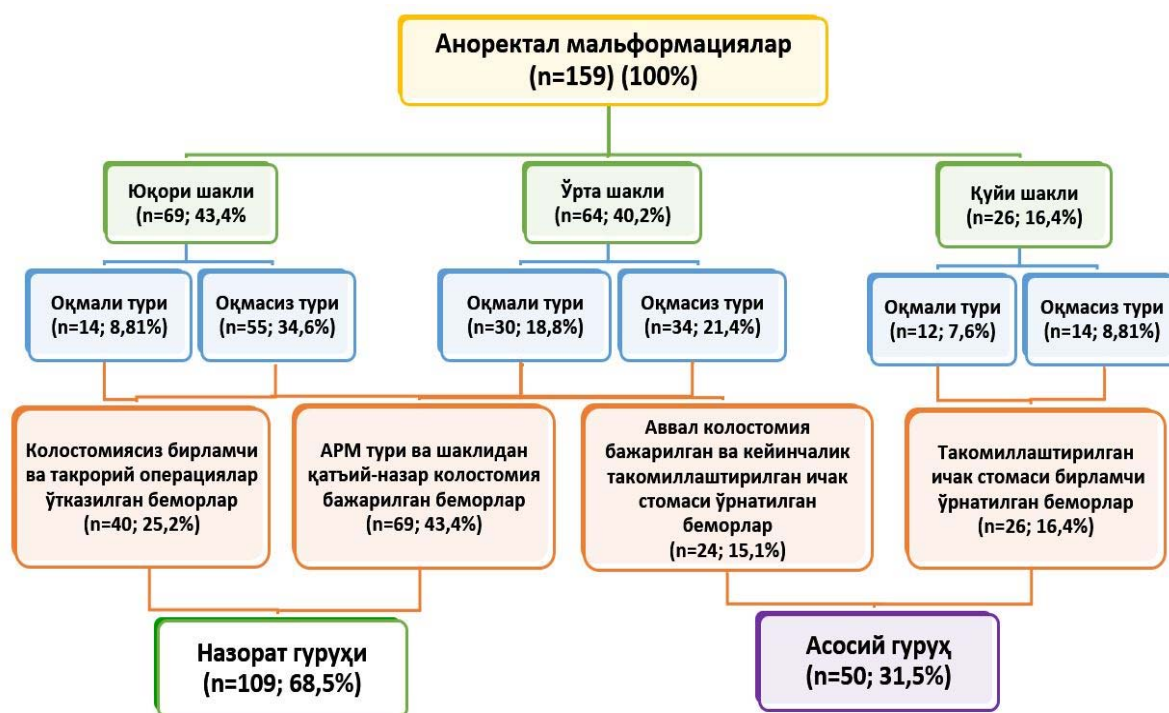 Аноректал мальформациялар
(n=159) (100%)
Юқори шакли
(n=69; 43,4%
Ўрта шакли
(n=64; 40,2%)
Қуйи шакли
(n=26; 16,4%)
Оқмали тури
(n=14; 8,81%)
Оқмасиз тури
(n=55; 34,6%)
Оқмали тури
(n=30; 18,8%)
Оқмасиз тури
(n=34; 21,4%)
Оқмали тури
(n=12; 7,6%)
Оқмасиз тури
(n=14; 8,81%)
Колостомиясиз бирламчи
ва такрорий операциялар
ўтказилган беморлар
(n=40; 25,2%)
АРМ тури ва шаклидан
қатъий-назар колостомия
бажарилган беморлар
(n=69; 43,4%)
Аввал колостомия
бажарилган ва кейинчалик
такомиллаштирилган ичак
стомаси ўрнатилган
беморлар
(n=24; 15,1%)
Такомиллаштирилган
ичак стомаси бирламчи
ўрнатилган беморлар
(n=26; 16,4%)
Назорат гуруҳи
(n=109; 68,5%)
Асосий гуруҳ
(n=50; 31,5%)